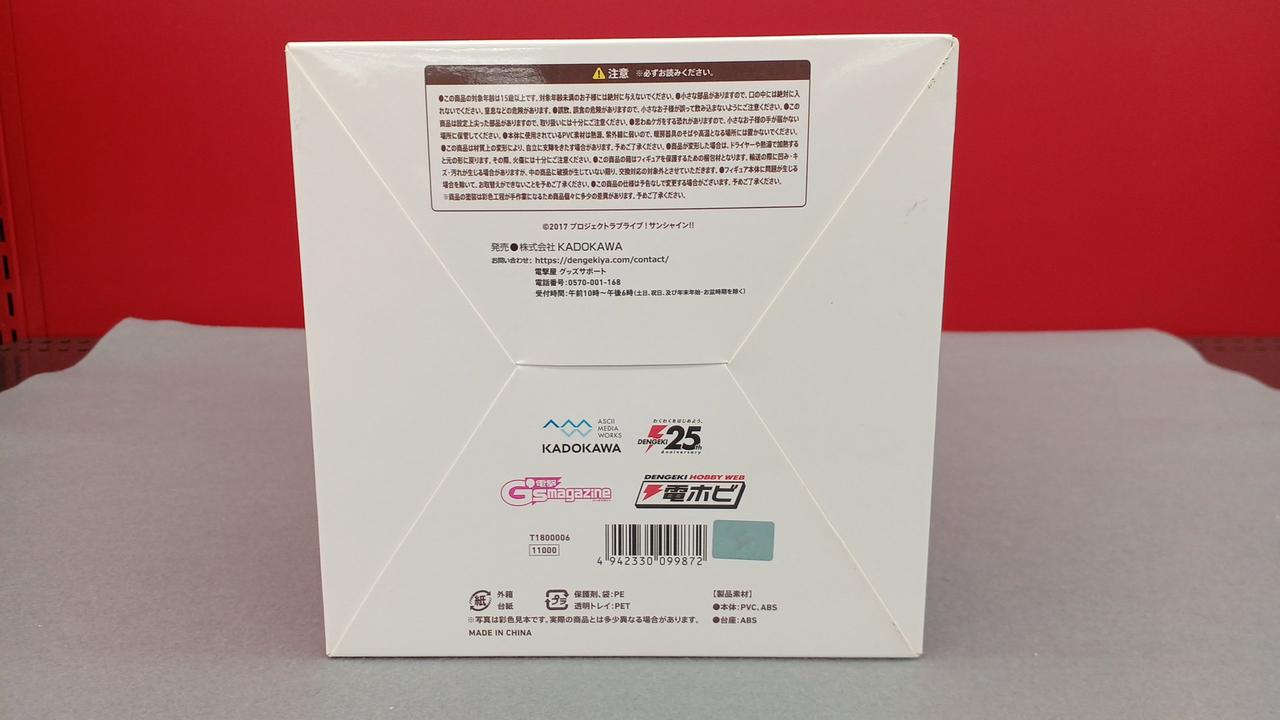 注意 ※必ずお読みください。
●この商品の対象年齢は15歳以上です。対象年齢未満のお子様には絶対に与えないでください。●小さな部品がありますので、口の中には絶対に入
れないでください。窒息などの危険があります。●誤飲、誤食の危険がありますので、小さなお子様が誤って飲み込まないようにご注意ください。●この
商品は設定上尖った部品がありますので、取り扱いには十分にご注意ください。●思わぬケガをする恐れがありますので、小さなお子様の手が届かない
場所に保管してください。●本体に使用されているPVC素材は熱源、紫外線に弱いので、暖房器具のそばや高温となる場所には置かないでください。
●この商品は材質上の変形により、自立に支障をきたす場合があります。予めご了承ください。●商品が変形した場合は、ドライヤーや熱湯で加熱する
と元の形に戻ります。その際、火傷には十分にご注意ください。●この商品の箱はフィギュアを保護するための梱包材となります。輸送の際に凹み・キ
ズ・汚れが生じる場合がありますが、中の商品に破損が生じていない限り、交換対応の対象外とさせていただきます。●フィギュア本体に問題が生じる
場合を除いて、お取替えができないことを予めご了承ください。●この商品の仕様は予告なしで変更する場合がございます。予めご了承ください。
※商品の塗装は彩色工程が手作業になるため商品個々に多少の差異があります。予めご了承ください。
©2017 プロジェクトラブライブ！サンシャイン!!
発売●株式会社 KADOKAWA
お問い合わせ: https://dengekiya.com/contact/
電撃屋 グッズサポート
電話番号:0570-001-168
受付時間:午前10時〜午後6時(土日、祝日、及び年末年始・お盆時期を除く)
ASCII
MEDIA
WORKS
KADOKAWA
わくわくをはじめよう。
DENGEKI 25th
Anniversary
電撃
G's magazine
DENGEKI HOBBY WEB
電ホビ
T1800006
11000
4 942330 099872
紙 外箱
台紙
プラ 保護剤、袋:PE
透明トレイ:PET
【製品素材】
●本体:PVC、ABS
●台座:ABS
※写真は彩色見本です。実際の商品とは多少異なる場合があります。
MADE IN CHINA